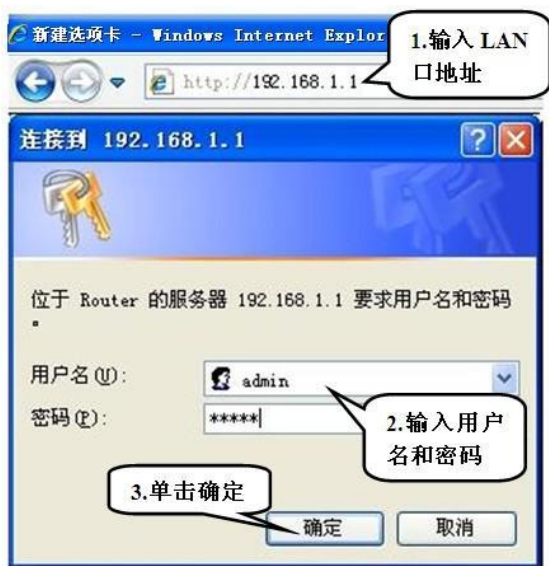 新建选项卡 - Windows Internet Explor
1.输入 LAN
口地址
http://192.168.1.1
连接到 192.168.1.1
位于 Router 的服务器 192.168.1.1 要求用户名和密码
。
用户名(U):
admin
密码(P):
*****
2.输入用户
名和密码
3.单击确定
确定
取消